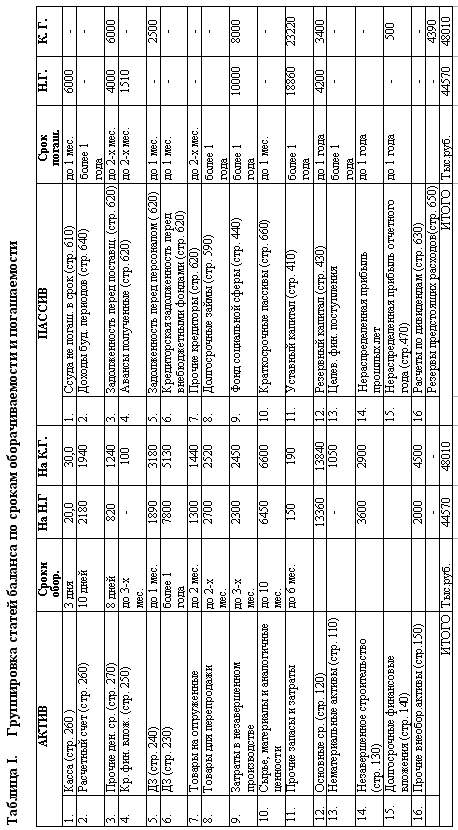 Таблица I. Группировка статей баланса по срокам оборачиваемости и погашаемости
АКТИВ Сроки обор. На Н.Г На К.Г. ПАССИВ Срок погаш. Н.Г. К. Г.
1. Касса (стр. 260 ) 3 дня 20,0 30,0 1. Ссуда не погаш. в срок (стр. 610) до 1 мес. 6000 -
2. Расчетный счет (стр. 260) 10 дней 2180 1940 2. Доходы буд. периодов (стр. 640) более 1 года - -
3. Прочие ден. ср. (стр. 270) 8 дней 820 1240 3. Задолженность перед поставщ. (стр. 620) до 2-х мес. 4000 6000
4. Кр. фин. влож. (стр. 250) до 3-х мес. - 100 4. Авансы полученные (стр. 620) до 2-х мес. 1510 -
5. ДЗ (стр. 240) до 1 мес. 1890 3180 5. Задолженность перед персоналом ( 620) до 1 мес. - 2500
6. ДЗ (стр. 230) более 1 года 7800 5130 6. Кредиторская задолженность перед внебюджетными фондами (стр. 620) до 1 мес. - -
7. Товары на отгруженные до 2 мес. 1300 1440 7. Прочие кредиторы (стр. 620) до 2-х мес. - -
8. Товары для перепродажи до 2-х мес. 2700 2520 8. Долгосрочные займы (стр. 590) более 1 года - -
9. Затраты в незавершенном производстве до 3-х мес. 2300 2450 9. Фонд социальной сферы (стр. 440) более 1 года 10000 8000
10. Сырье, материалы и аналогичные ценности до 10 мес. 6450 6600 10. Краткосрочные пассивы (стр. 660) до 1 мес. - -
11. Прочие запасы и затраты до 6 мес. 150 190 11. Уставный капитал (стр. 410) более 1 года 18860 23220
12. Основные ср. (стр. 120) 13360 13840 12. Резервный капитал (стр. 430) до 1 года 4200 3400
13. Нематериальные активы (стр. 110) - 1050 13. Целев. фин. поступления более 1 года - -
14. Незавершенное строительство (стр. 130) 3600 2900 14. Нераспределенная прибыль прошлых лет до 1 года - -
15. Долгосрочные финансовые вложения (стр. 140) 15. Нераспределенная прибыль отчетного года (стр.470) до 1 года - 500
16. Прочие внеобор активы (стр.150) 2000 4500 16 Расчеты по дивидендам (стр. 630) - -
- Резервы предстоящих расходов(стр. 650) - 4390
ИТОГО Тыс.руб. 44570 48010 ИТОГО Тыс.руб. 44570 48010